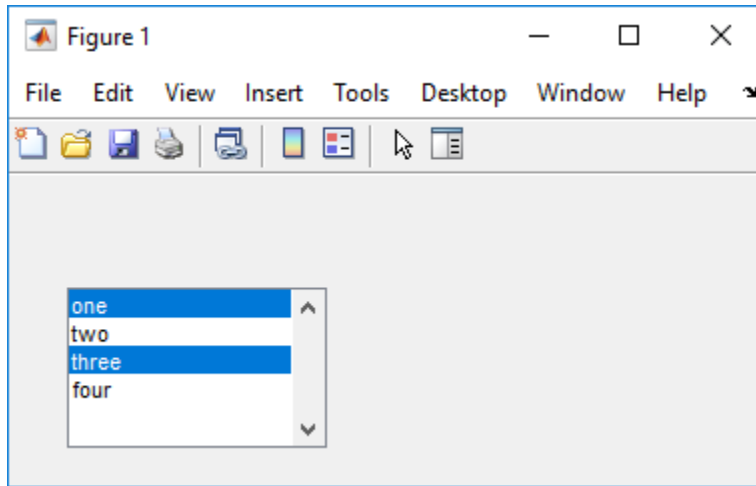 Figure 1
File Edit View Insert Tools Desktop Window Help
one
two
three
four